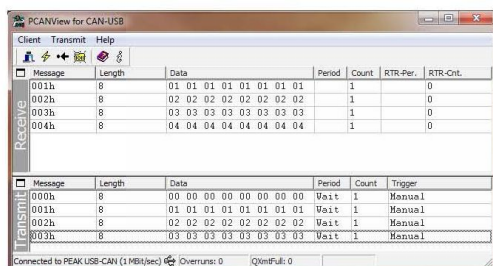 PCANView for CAN-USB
Client Transmit Help
Message Length Data Period Count RTR-Per. RTR-Cnt.
001h 8 01 01 01 01 01 01 01 01 1 0
002h 8 02 02 02 02 02 02 02 02 1 0
003h 8 03 03 03 03 03 03 03 03 1 0
004h 8 04 04 04 04 04 04 04 04 1 0
Receive
Message Length Data Period Count Trigger
000h 8 00 00 00 00 00 00 00 00 Wait 1 Manual
001h 8 01 01 01 01 01 01 01 01 Wait 1 Manual
002h 8 02 02 02 02 02 02 02 02 Wait 1 Manual
003h 8 03 03 03 03 03 03 03 03 Wait 1 Manual
Transmit
Connected to PEAK USB-CAN (1 MBit/sec) Overruns: 0 QXmtFull: 0